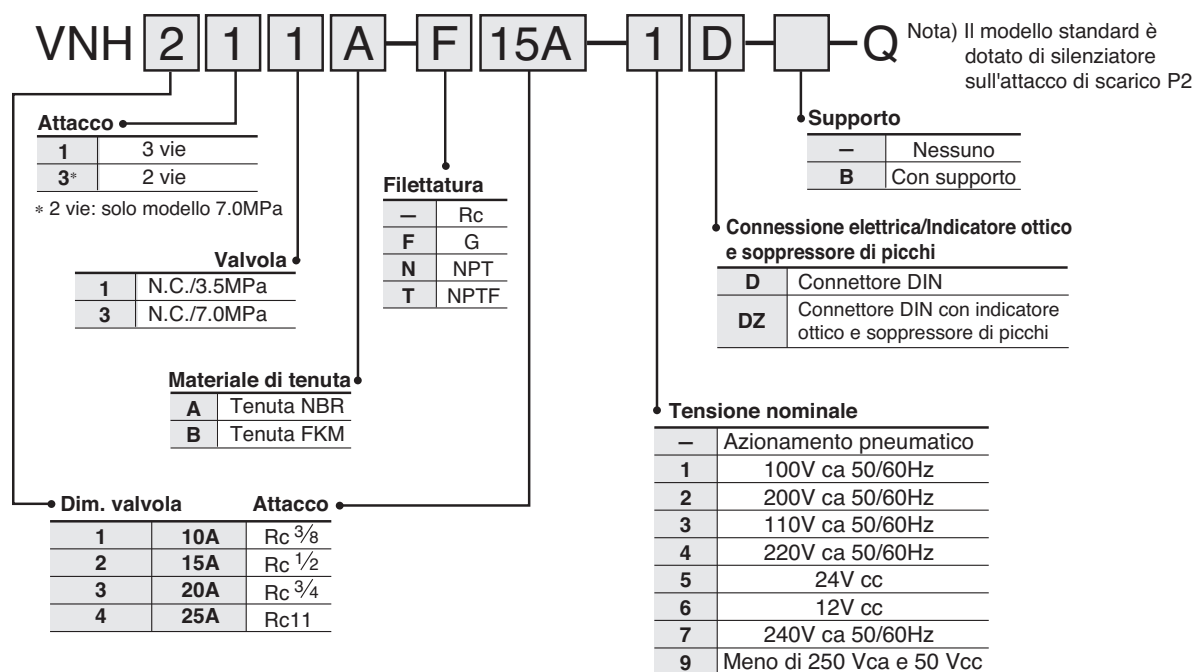 VNH 2 1 1 A - F 15A - 1 D - - Q
Nota) Il modello standard è
dotato di silenziatore
sull'attacco di scarico P2
Attacco
1 3 vie
3* 2 vie
* 2 vie: solo modello 7.0MPa
Valvola
1 N.C./3.5MPa
3 N.C./7.0MPa
Materiale di tenuta
A Tenuta NBR
B Tenuta FKM
Dim. valvola Attacco
1 10A Rc 3/8
2 15A Rc 1/2
3 20A Rc 3/4
4 25A Rc11
Filettatura
– Rc
F G
N NPT
T NPTF
Supporto
– Nessuno
B Con supporto
Connessione elettrica/Indicatore ottico
e soppressore di picchi
D Connettore DIN
DZ Connettore DIN con indicatore
ottico e soppressore di picchi
Tensione nominale
– Azionamento pneumatico
1 100V ca 50/60Hz
2 200V ca 50/60Hz
3 110V ca 50/60Hz
4 220V ca 50/60Hz
5 24V cc
6 12V cc
7 240V ca 50/60Hz
9 Meno di 250 Vca e 50 Vcc